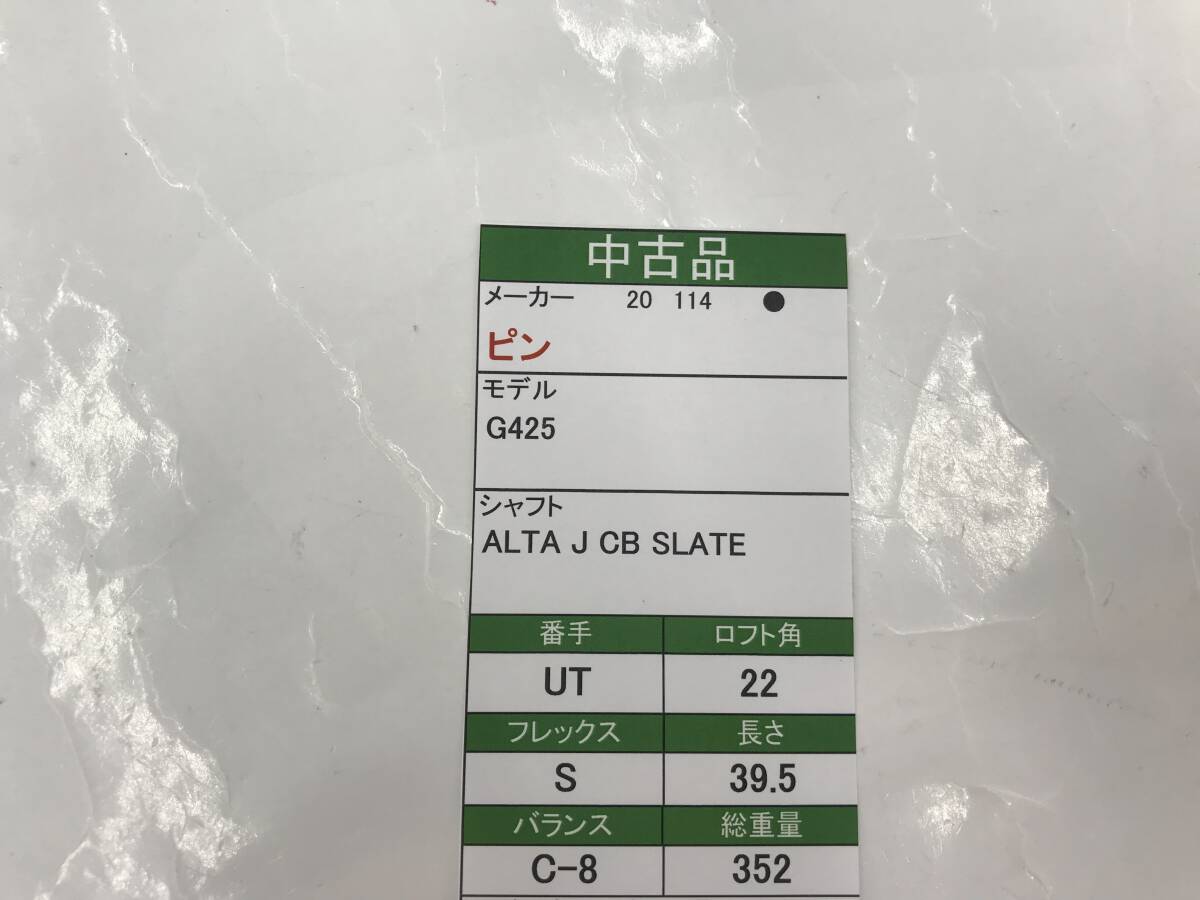 中古品
メーカー 20 114 ●
ピン
モデル
G425
シャフト
ALTA J CB SLATE
番手 ロフト角
UT 22
フレックス 長さ
S 39.5
バランス 総重量
C-8 352